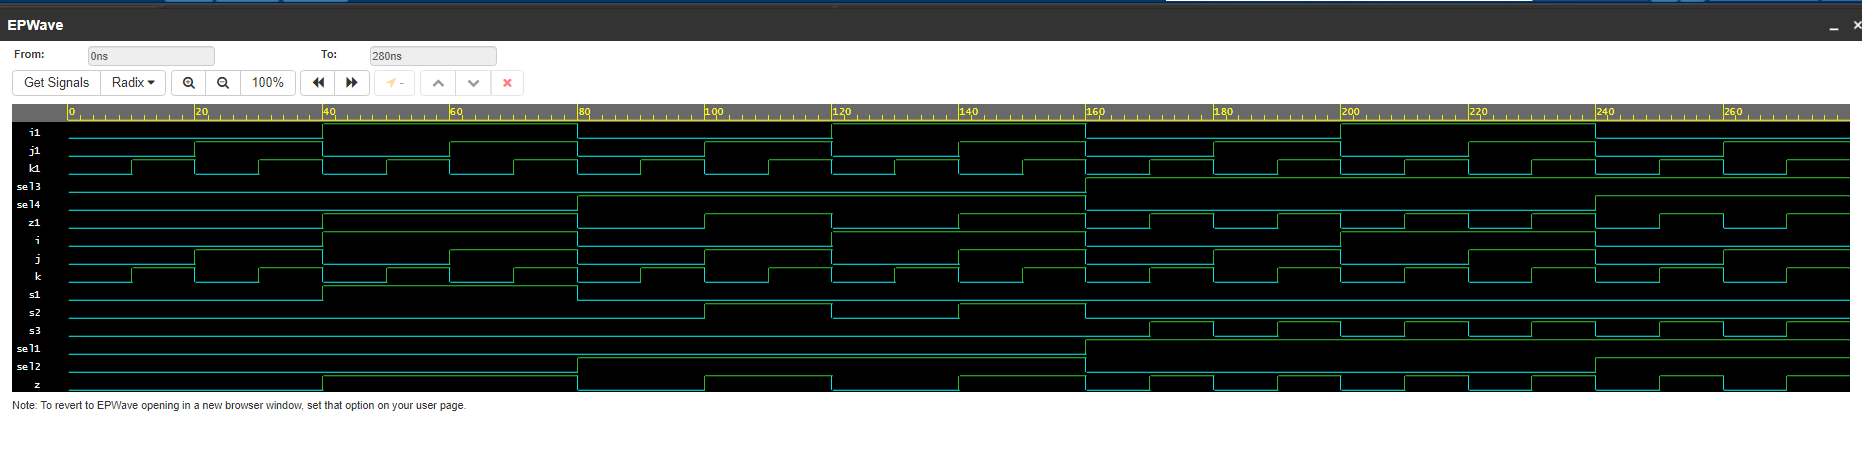 EPWave
From: 0ns To: 280ns
Get Signals Radix 100% -
0 20 40 60 80 100 120 140 160 180 200 220 240 260
i1
j1
k1
sel3
sel4
z1
i
j
k
s1
s2
s3
sel1
sel2
z
Note: To revert to EPWave opening in a new browser window, set that option on your user page.